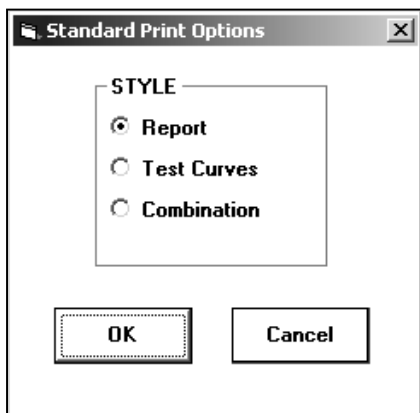 Standard Print Options
STYLE
Report
Test Curves
Combination
OK
Cancel